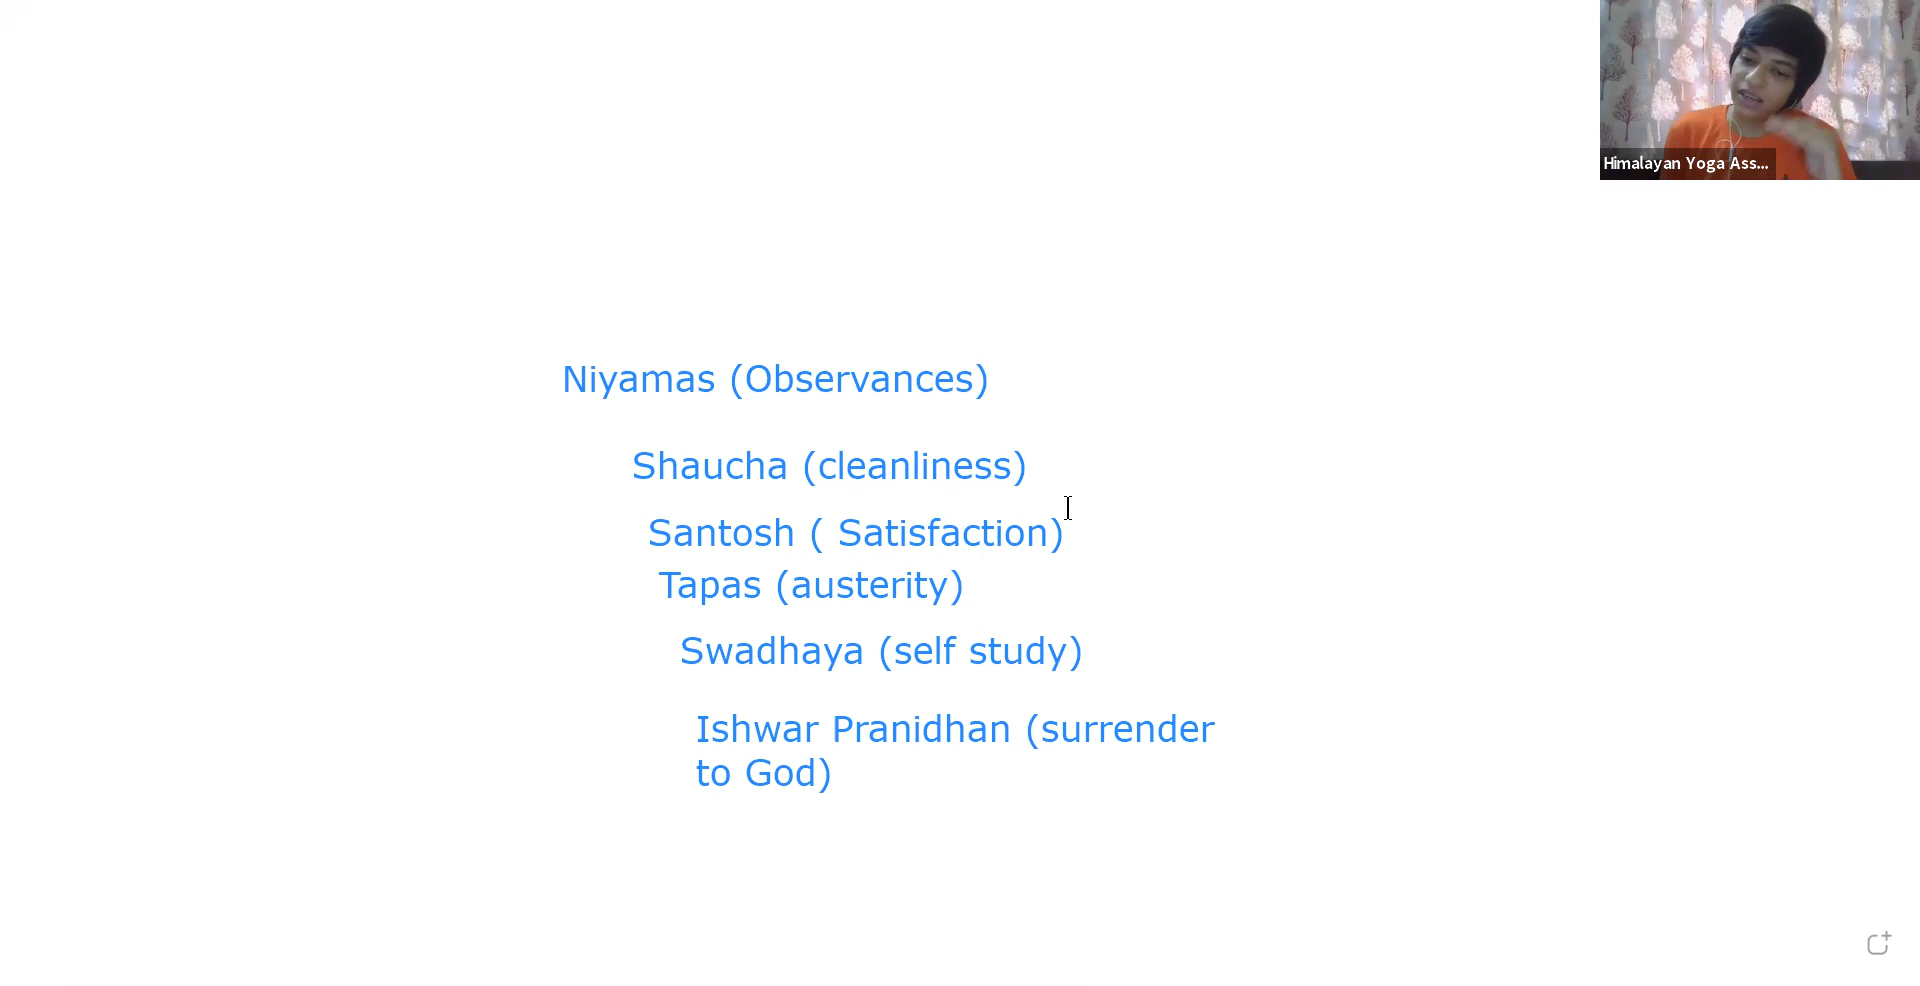 Himalayan Yoga Ass...
Niyamas (Observances)
Shaucha (cleanliness)
Santosh ( Satisfaction)
Tapas (austerity)
Swadhaya (self study)
Ishwar Pranidhan (surrender
to God)